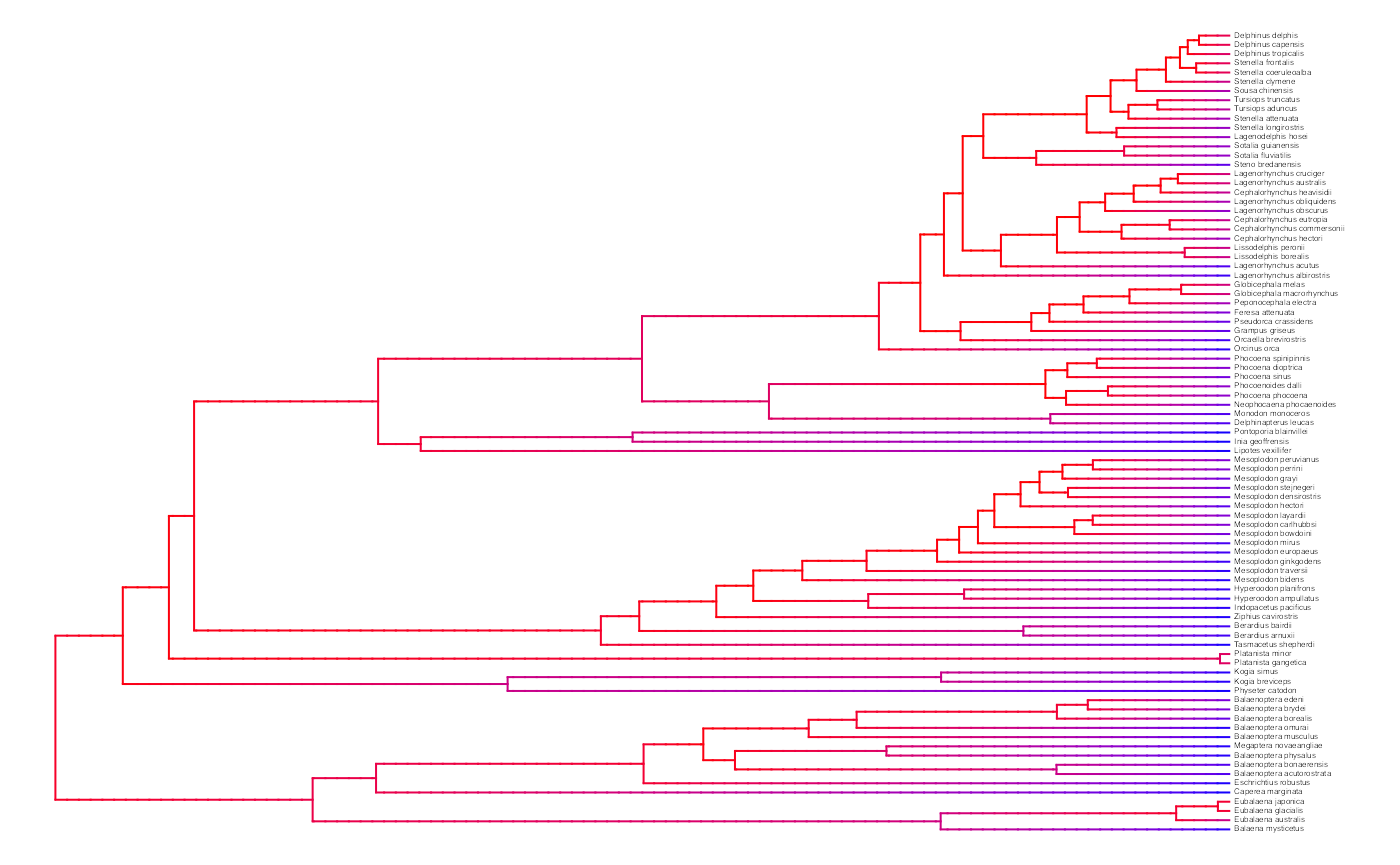 Delphinus delphis
Delphinus capensis
Delphinus tropicalis
Stenella frontalis
Stenella coeruleoalba
Stenella clymene
Sousa chinensis
Tursiops truncatus
Tursiops aduncus
Stenella attenuata
Stenella longirostris
Lagenodelphis hosei
Sotalia guianensis
Sotalia fluviatilis
Steno bredanensis
Lagenorhynchus cruciger
Lagenorhynchus australis
Cephalorhynchus heavisidii
Lagenorhynchus obliquidens
Lagenorhynchus obscurus
Cephalorhynchus eutropia
Cephalorhynchus commersonii
Cephalorhynchus hectori
Lissodelphis peronii
Lissodelphis borealis
Lagenorhynchus acutus
Lagenorhynchus albirostris
Globicephala melas
Globicephala macrorhynchus
Peponocephala electra
Feresa attenuata
Pseudorca crassidens
Grampus griseus
Orcaella brevirostris
Orcinus orca
Phocoena spinipinnis
Phocoena dioptrica
Phocoena sinus
Phocoenoides dalli
Phocoena phocoena
Neophocaena phocaenoides
Monodon monoceros
Delphinapterus leucas
Pontoporia blainvillei
Inia geoffrensis
Lipotes vexillifer
Mesoplodon peruvianus
Mesoplodon perrini
Mesoplodon grayi
Mesoplodon stejnegeri
Mesoplodon densirostris
Mesoplodon hectori
Mesoplodon layardii
Mesoplodon carlhubbsi
Mesoplodon bowdoini
Mesoplodon mirus
Mesoplodon europaeus
Mesoplodon ginkgodens
Mesoplodon traversii
Mesoplodon bidens
Hyperoodon planifrons
Hyperoodon ampullatus
Indopacetus pacificus
Ziphius cavirostris
Berardius bairdii
Berardius arnuxii
Tasmacetus shepherdi
Platanista minor
Platanista gangetica
Kogia simus
Kogia breviceps
Physeter catodon
Balaenoptera edeni
Balaenoptera brydei
Balaenoptera borealis
Balaenoptera omurai
Balaenoptera musculus
Megaptera novaeangliae
Balaenoptera physalus
Balaenoptera bonaerensis
Balaenoptera acutorostrata
Eschrichtius robustus
Caperea marginata
Eubalaena japonica
Eubalaena glacialis
Eubalaena australis
Balaena mysticetus